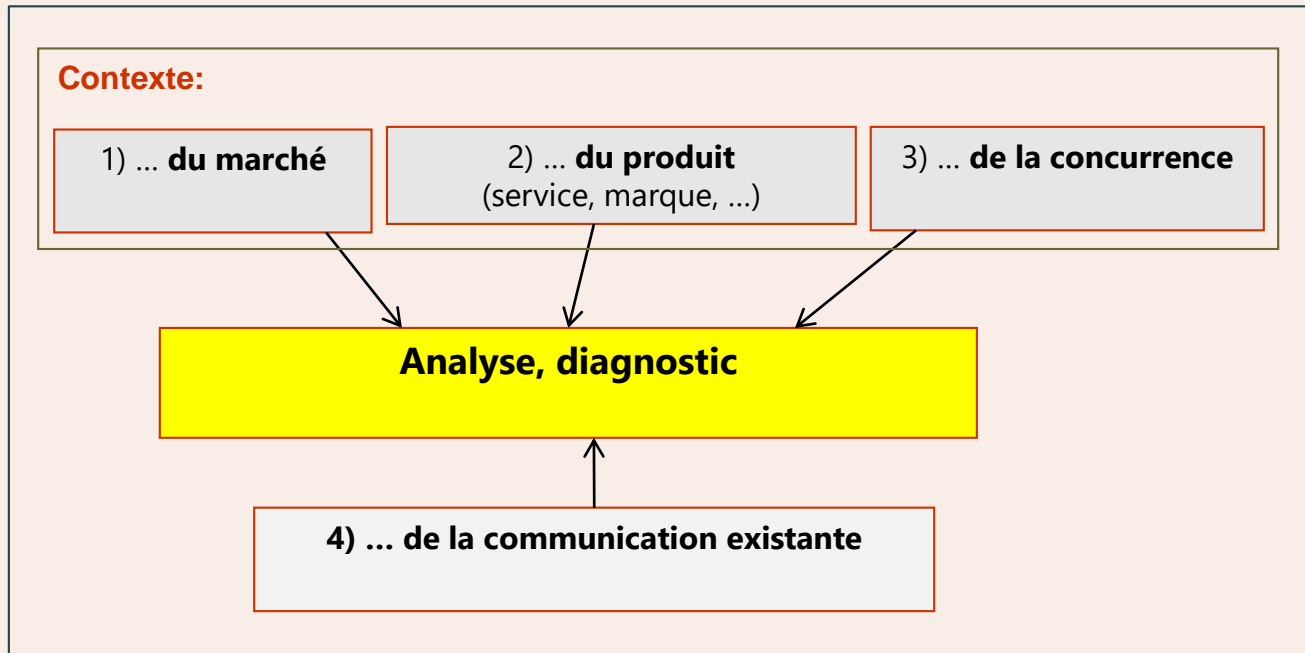 Contexte:
1) ... du marché
2) ... du produit
(service, marque, ...)
3) ... de la concurrence
Analyse, diagnostic
4) ... de la communication existante